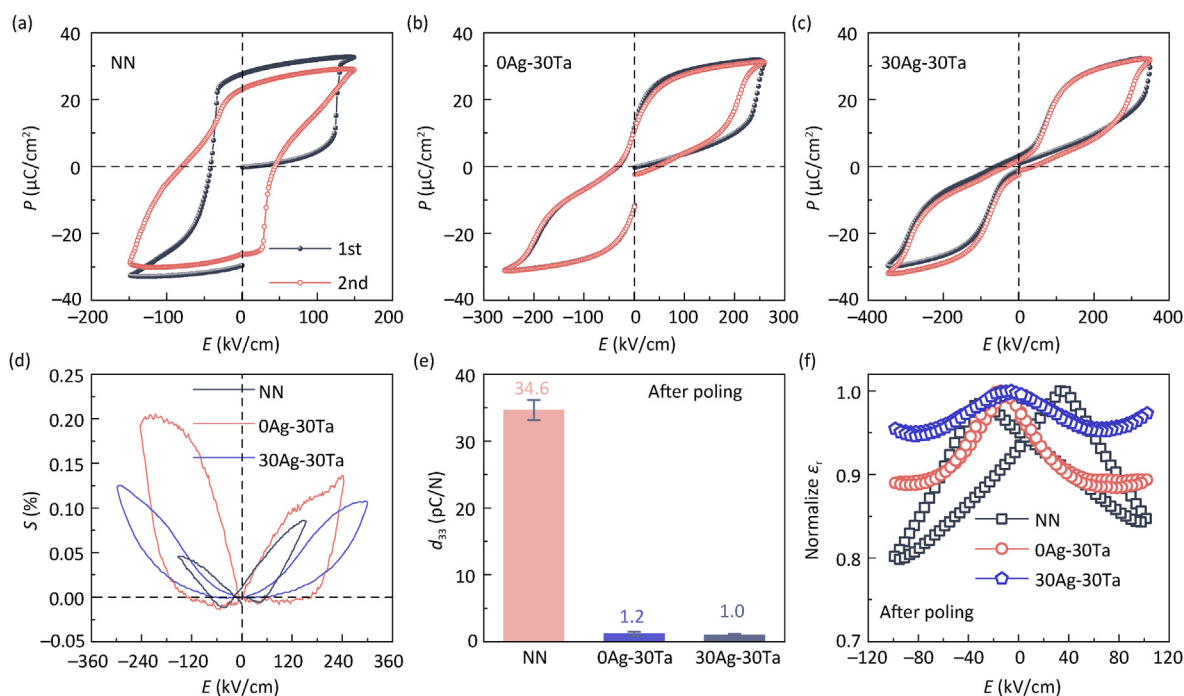 (a)
NN
1st
2nd
40
20
0
−20
−40
P (μC/cm²)
−200
−100
0
100
200
E (kV/cm)
(b)
0Ag-30Ta
40
20
0
−20
−40
P (μC/cm²)
−300
−200
−100
0
100
200
300
E (kV/cm)
(c)
30Ag-30Ta
40
20
0
−20
−40
P (μC/cm²)
−400
−200
0
200
400
E (kV/cm)
(d)
NN
0Ag-30Ta
30Ag-30Ta
0.25
0.20
0.15
0.10
0.05
0.00
−0.05
S (%)
−360
−240
−120
0
120
240
360
E (kV/cm)
(e)
After poling
34.6
1.2
1.0
40
30
20
10
0
d₃₃ (pC/N)
NN
0Ag-30Ta
30Ag-30Ta
(f)
1.0
0.9
0.8
0.7
Normalize εᵣ
NN
0Ag-30Ta
30Ag-30Ta
After poling
−120
−80
−40
0
40
80
120
E (kV/cm)